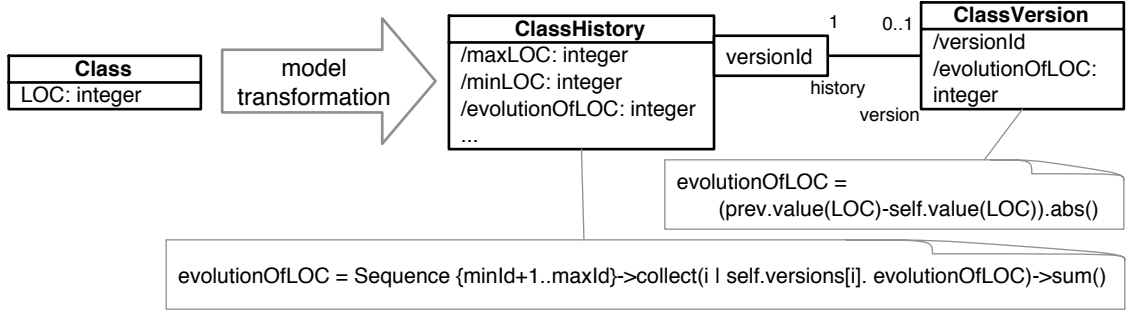 Class
LOC: integer
model
transformation
ClassHistory
/maxLOC: integer
/minLOC: integer
/evolutionOfLOC: integer
...
versionId
1
0..1
history
version
ClassVersion
/versionId
/evolutionOfLOC:
integer
evolutionOfLOC =
(prev.value(LOC)-self.value(LOC)).abs()
evolutionOfLOC = Sequence {minId+1..maxId}->collect(i | self.versions[i]. evolutionOfLOC)->sum()